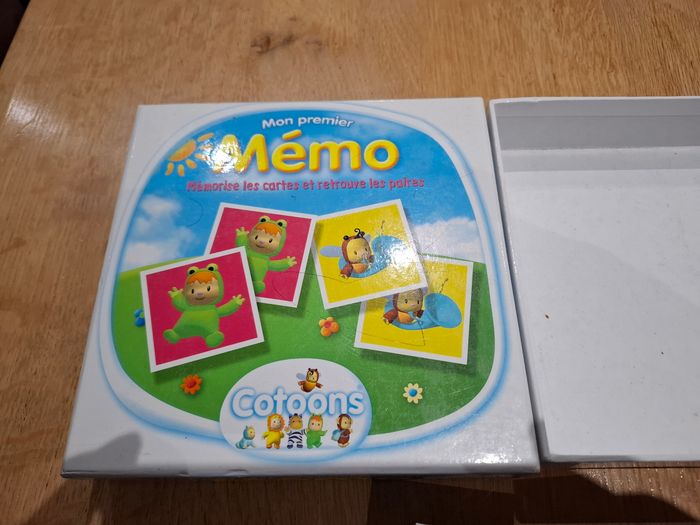 Mon premier
Mémo
Mémorise les cartes et retrouve les paires
Cotoons